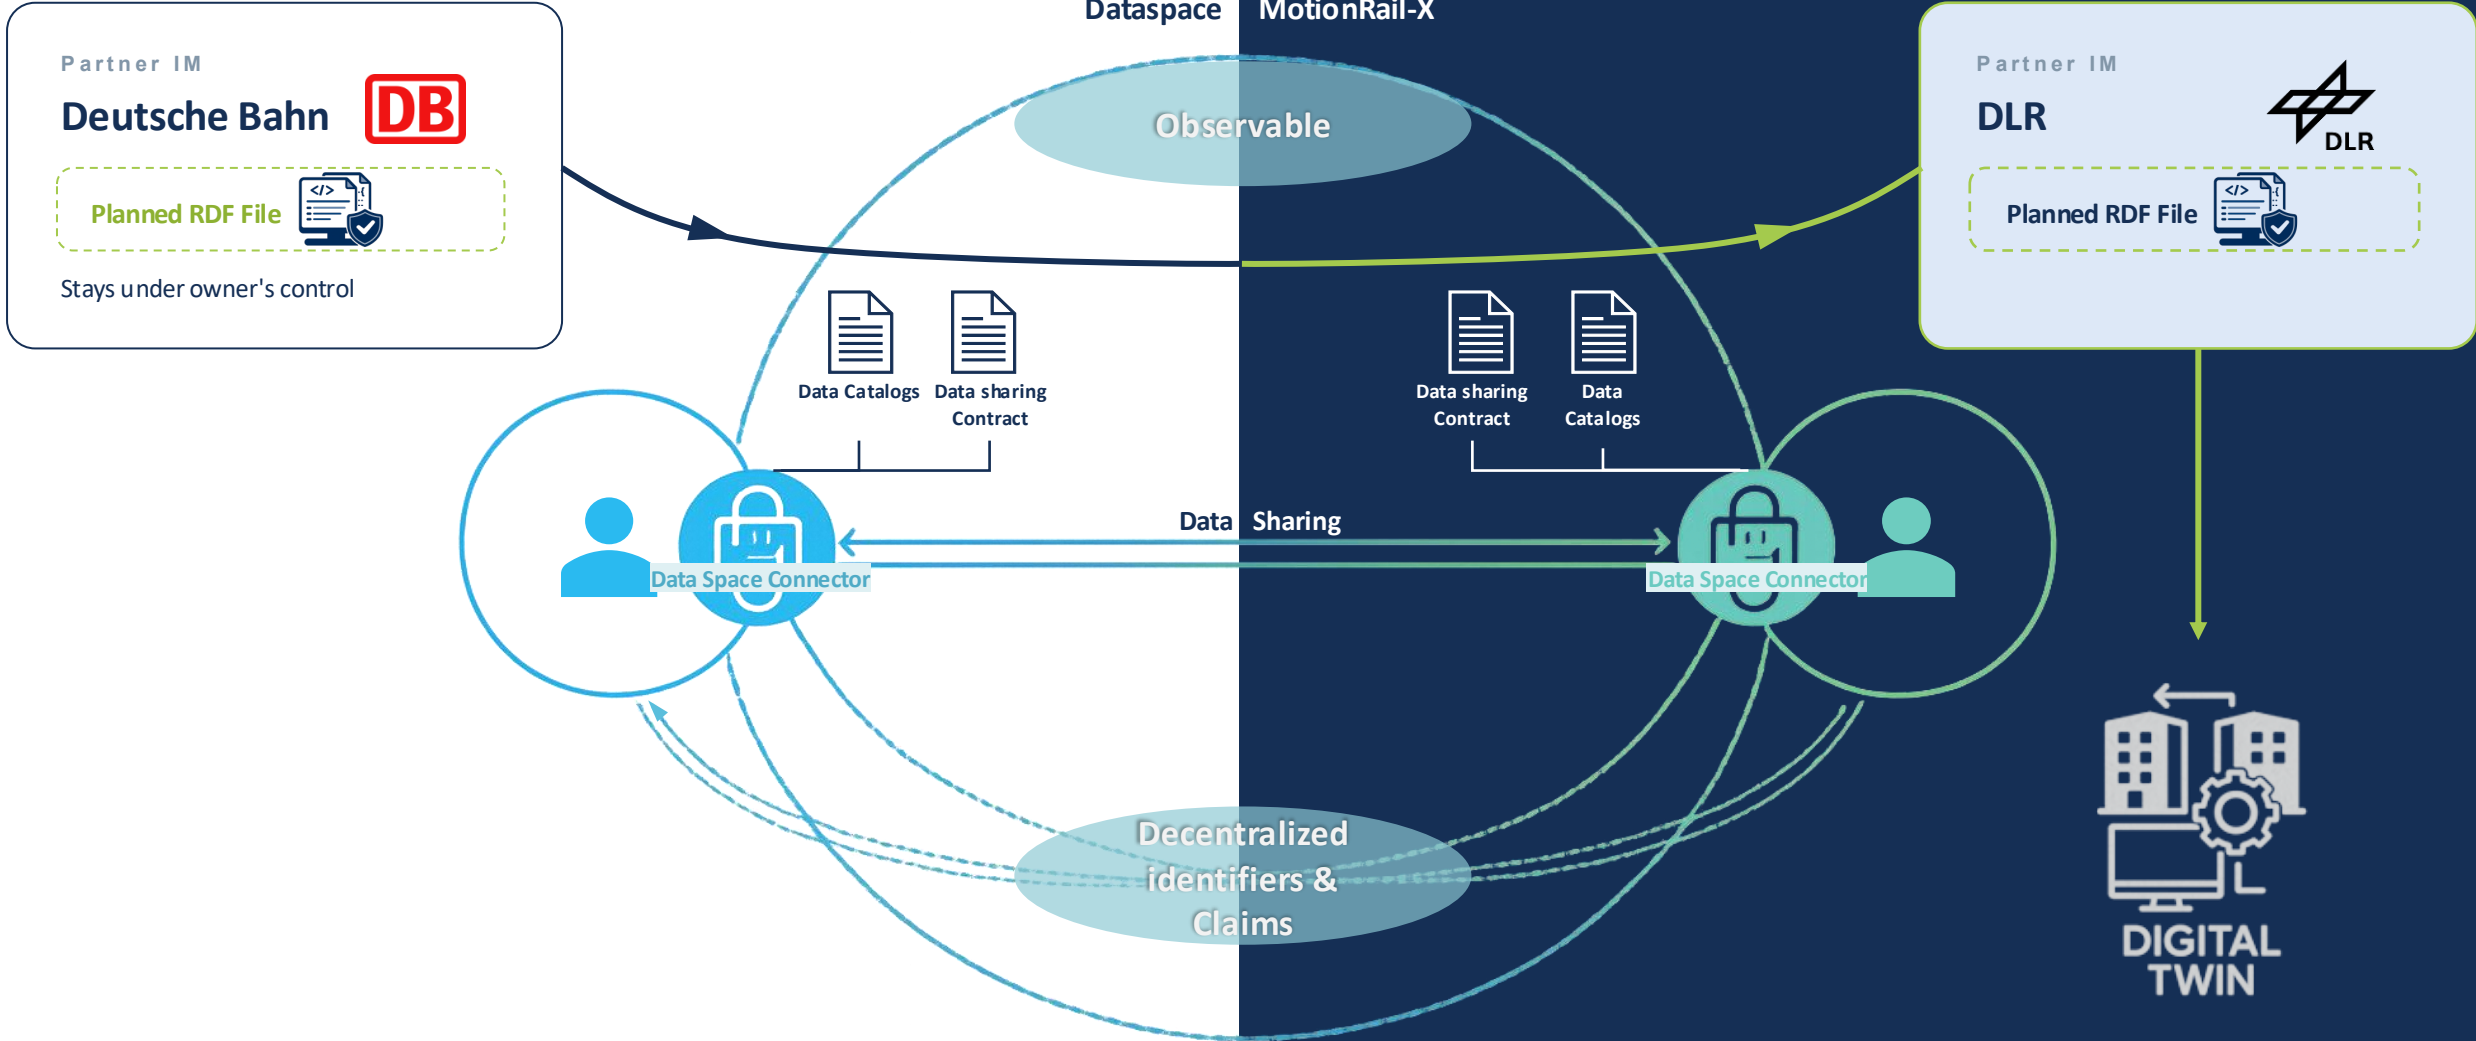 Dataspace MotionRail-X
Partner IM
Deutsche Bahn
DB
Planned RDF File
</>
Stays under owner's control
Partner IM
DLR
DLR
Planned RDF File
</>
Observable
Data Catalogs
Data sharing
Contract
Data sharing
Contract
Data
Catalogs
Data Sharing
Data Space Connector
Data Space Connector
Decentralized
identifiers &
Claims
DIGITAL
TWIN